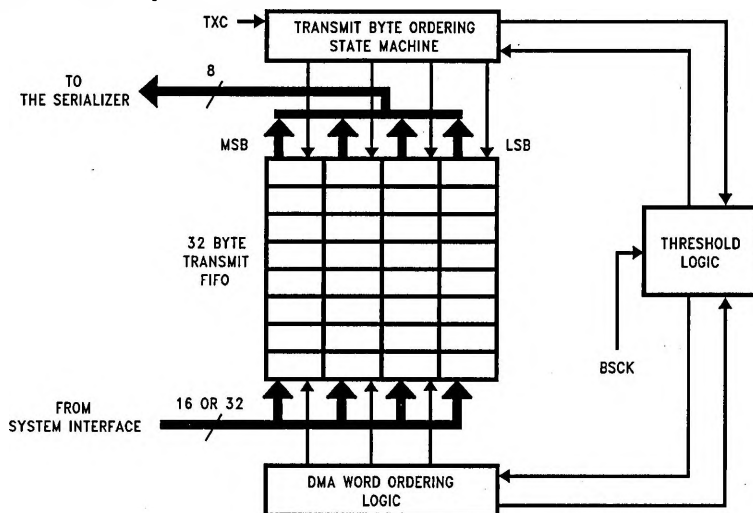 TXC
TRANSMIT BYTE ORDERING
STATE MACHINE
TO
THE SERIALIZER
8
MSB
LSB
32 BYTE
TRANSMIT
FIFO
THRESHOLD
LOGIC
BSCK
FROM
SYSTEM INTERFACE
16 OR 32
DMA WORD ORDERING
LOGIC